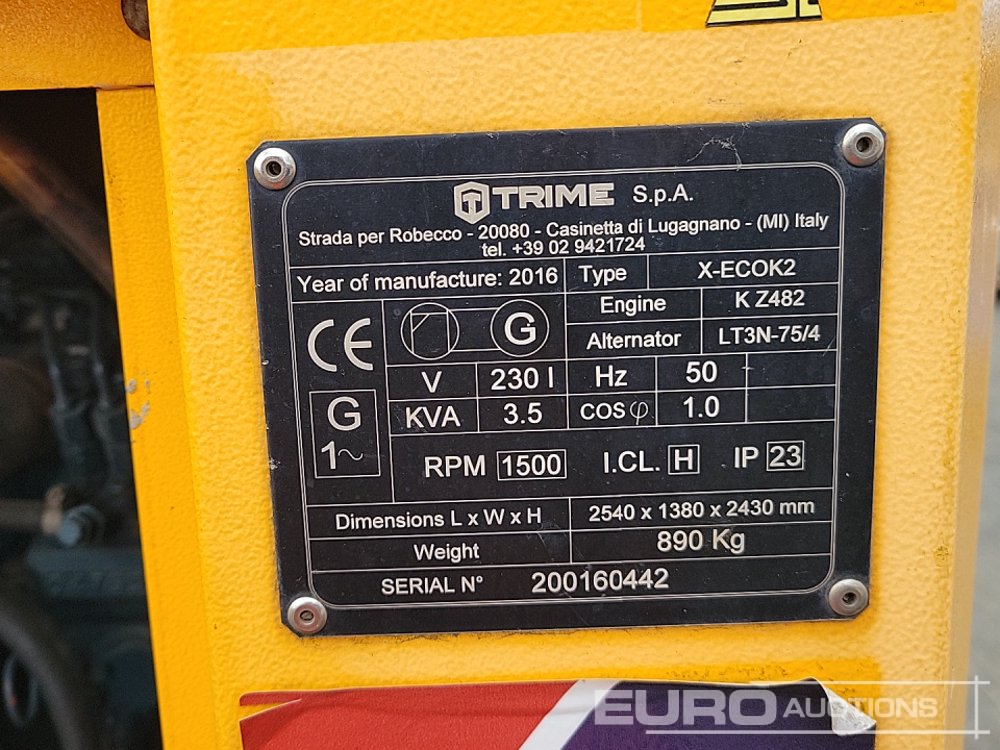 TRIME S.p.A.
Strada per Robecco - 20080 - Casinetta di Lugagnano - (MI) Italy
tel. +39 02 9421724
Year of manufacture: 2016 Type X-ECOK2
Engine K Z482
Alternator LT3N-75/4
CE G
V 230 I Hz 50
KVA 3.5 COS φ 1.0
G
1~
RPM 1500 I.CL. H IP 23
Dimensions L x W x H 2540 x 1380 x 2430 mm
Weight 890 Kg
SERIAL N° 200160442
EURO AUCTIONS